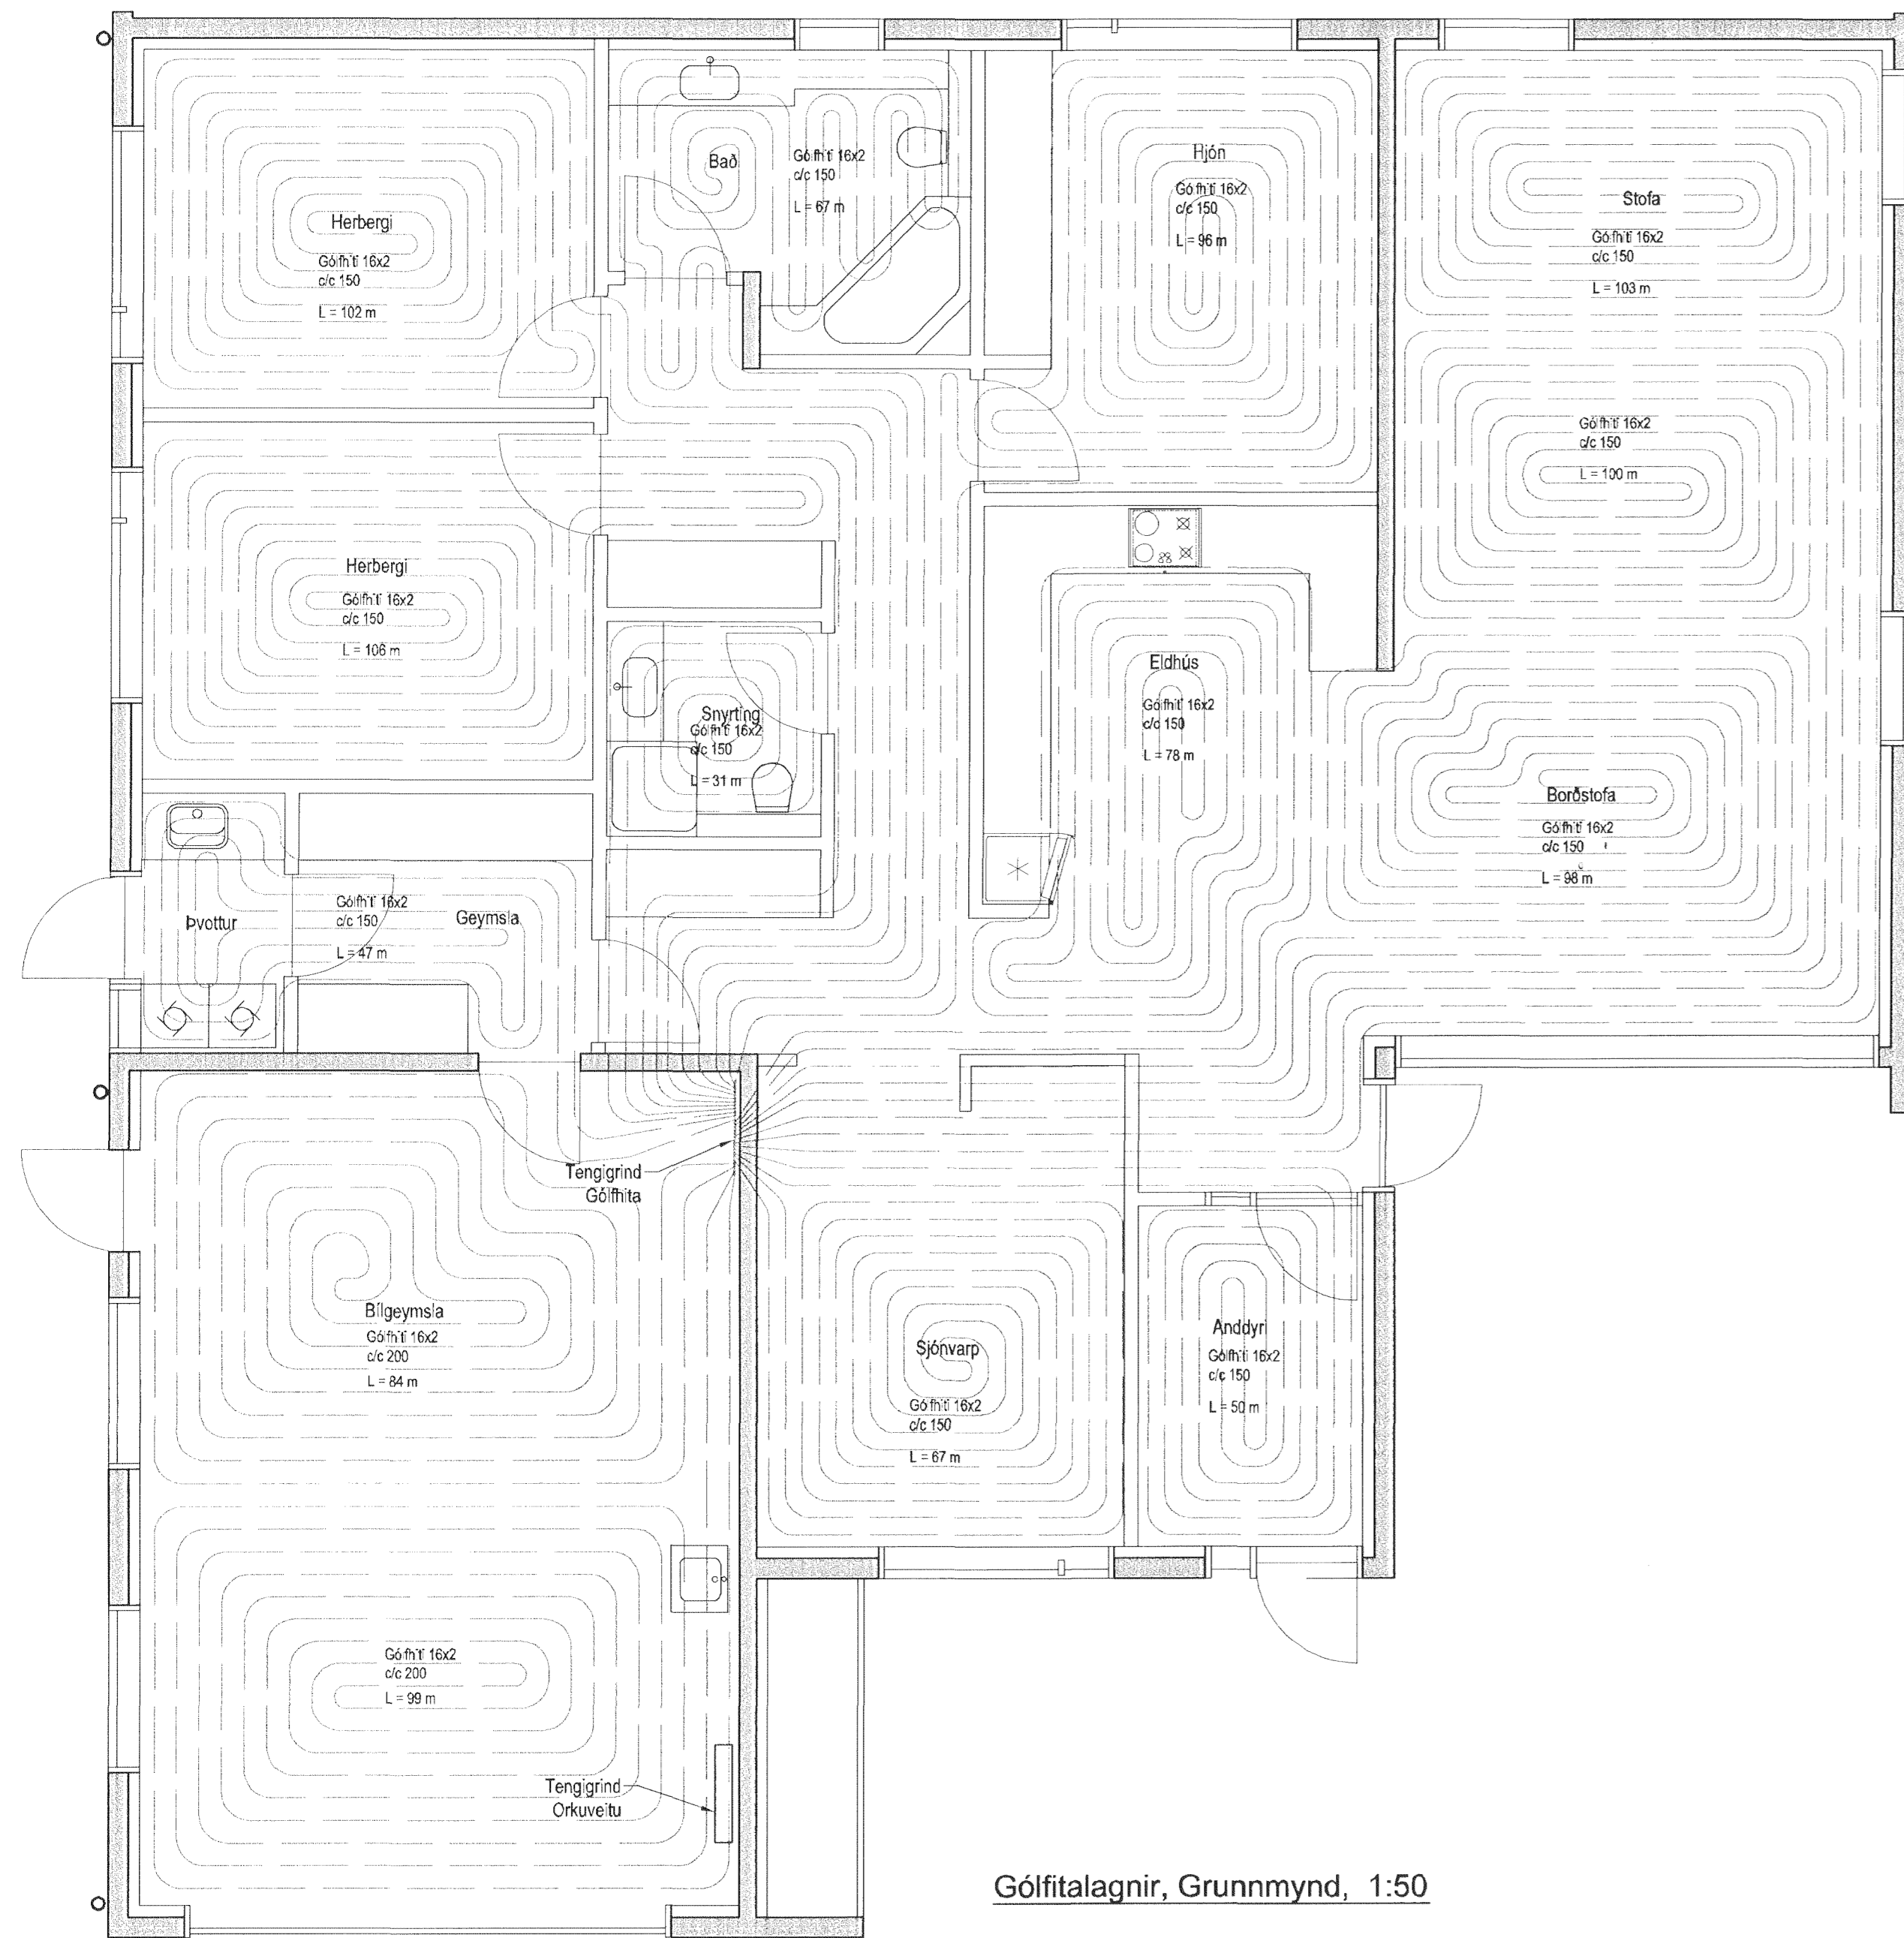 Herbergi
Gólfhiti 16x2
c/c 150
L = 102 m
Bað
Gólfhiti 16x2
c/c 150
L = 67 m
Hjón
Gólfhiti 16x2
c/c 150
L = 96 m
Stofa
Gólfhiti 16x2
c/c 150
L = 103 m
Gólfhiti 16x2
c/c 150
L = 100 m
Herbergi
Gólfhiti 16x2
c/c 150
L = 106 m
Snyrting
Gólfhiti 16x2
c/c 150
L = 31 m
Eldhús
Gólfhiti 16x2
c/c 150
L = 78 m
Borðstofa
Gólfhiti 16x2
c/c 150
L = 98 m
Þvottur
Gólfhiti 16x2
c/c 150
L = 47 m
Geymsla
Tengigrind
Gólfhita
Bílgeymsla
Gólfhiti 16x2
c/c 200
L = 84 m
Sjónvarp
Gólfhiti 16x2
c/c 150
L = 67 m
Anddyri
Gólfhiti 16x2
c/c 150
L = 50 m
Gólfhiti 16x2
c/c 200
L = 99 m
Tengigrind
Orkuveitu
Gólfitalagnir, Grunnmynd, 1:50